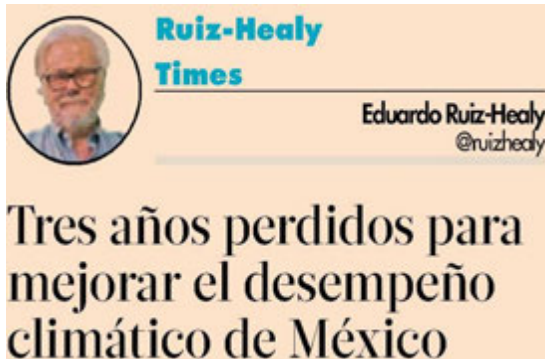 Ruiz-Healy
Times
Eduardo Ruiz-Healy
@ruizhealy
Tres años perdidos para
mejorar el desempeño
climático de México